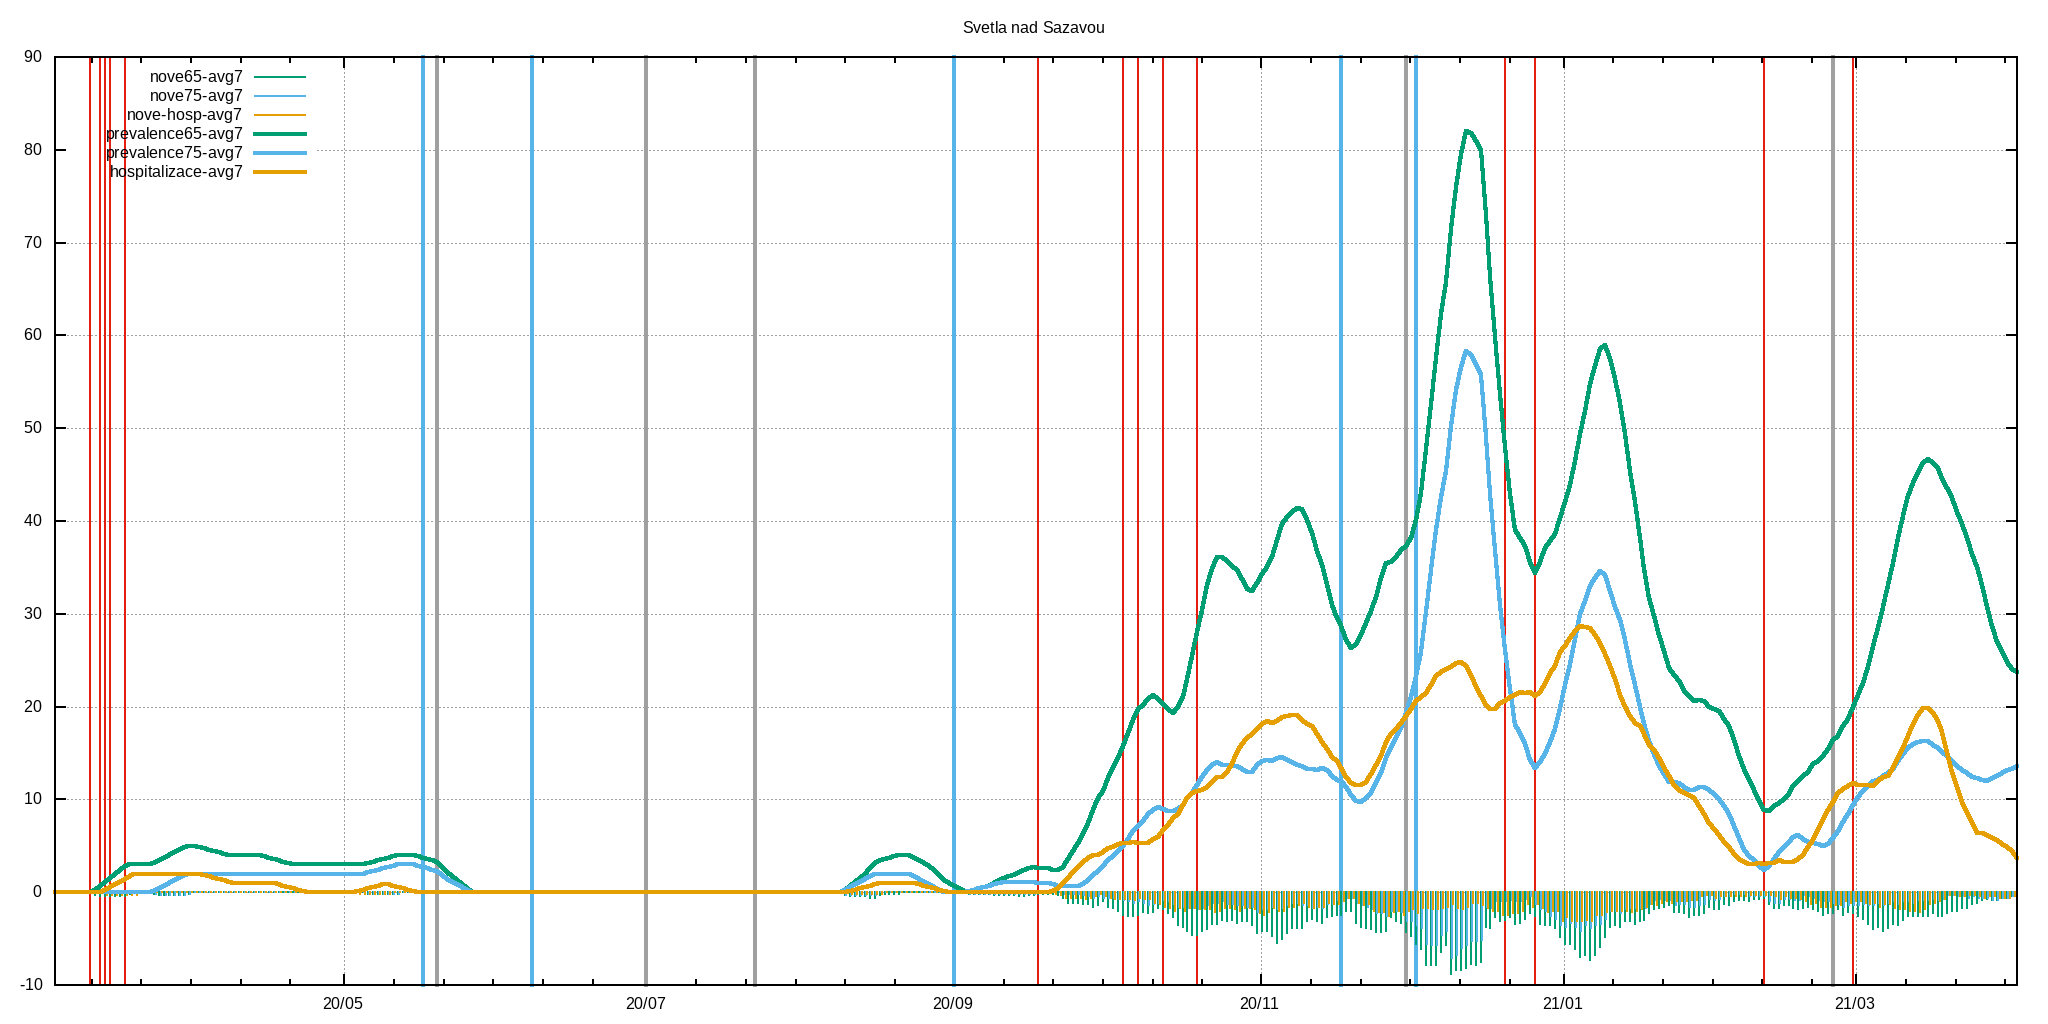 Svetla nad Sazavou
90
80
70
60
50
40
30
20
10
0
-10
nove65-avg7
nove75-avg7
nove-hosp-avg7
prevalence65-avg7
prevalence75-avg7
hospitalizace-avg7
20/05
20/07
20/09
20/11
21/01
21/03